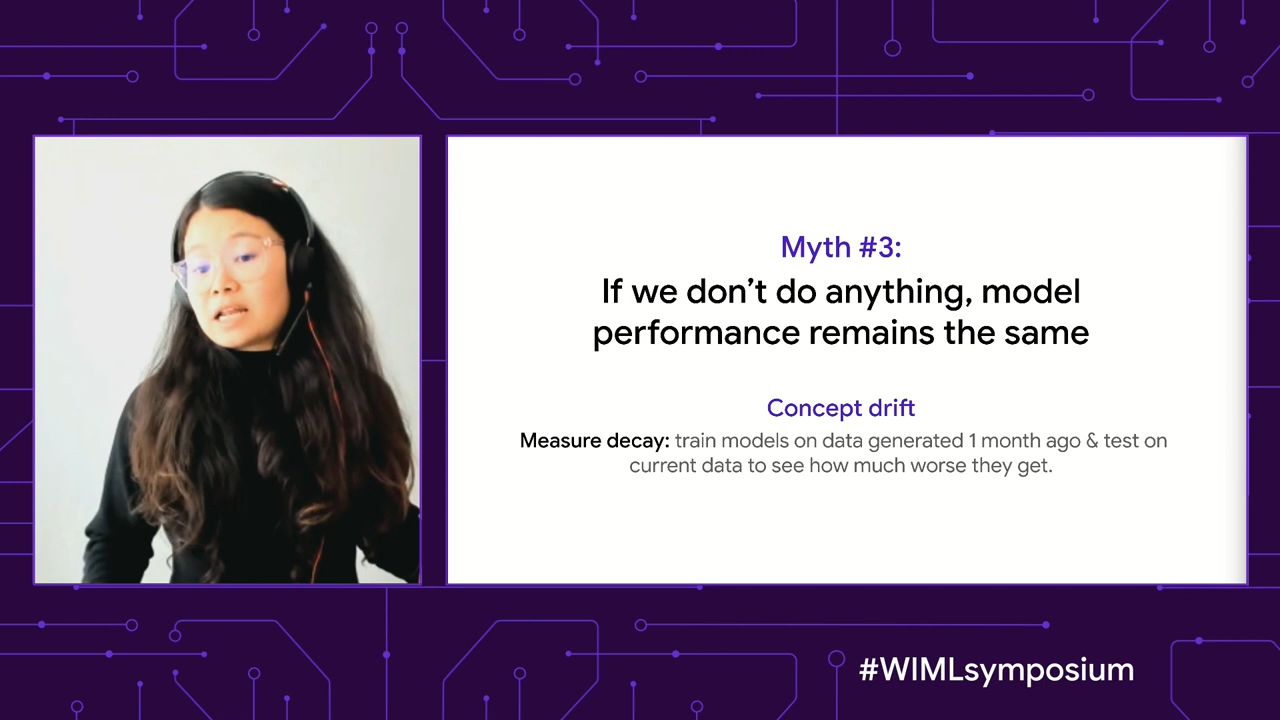 Myth #3:
If we don’t do anything, model
performance remains the same
Concept drift
Measure decay: train models on data generated 1 month ago & test on
current data to see how much worse they get.
#WIMLsymposium